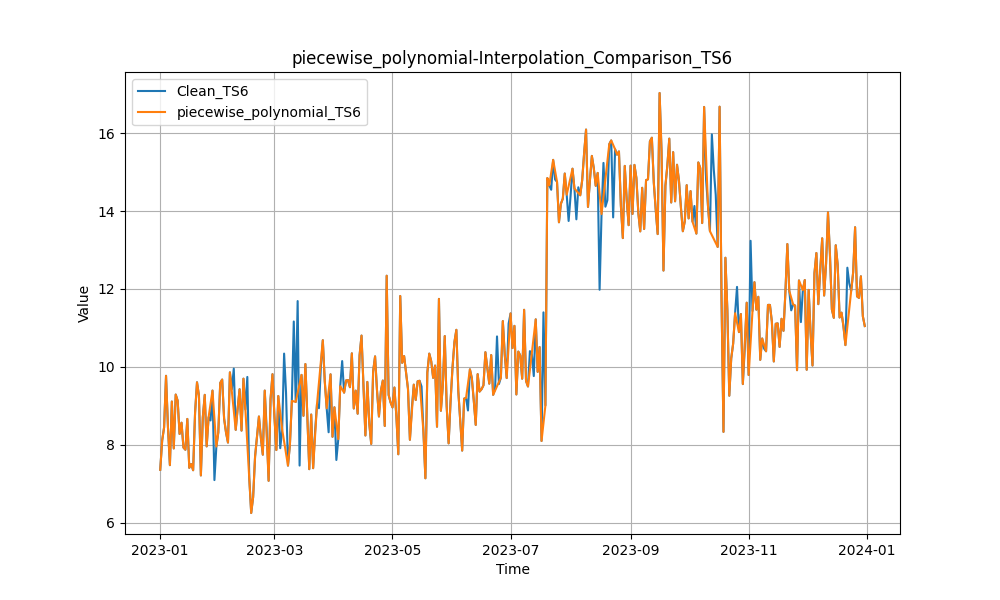 piecewise_polynomial-Interpolation_Comparison_TS6
Clean_TS6
piecewise_polynomial_TS6
Value
16
14
12
10
8
6
2023-01
2023-03
2023-05
2023-07
2023-09
2023-11
2024-01
Time